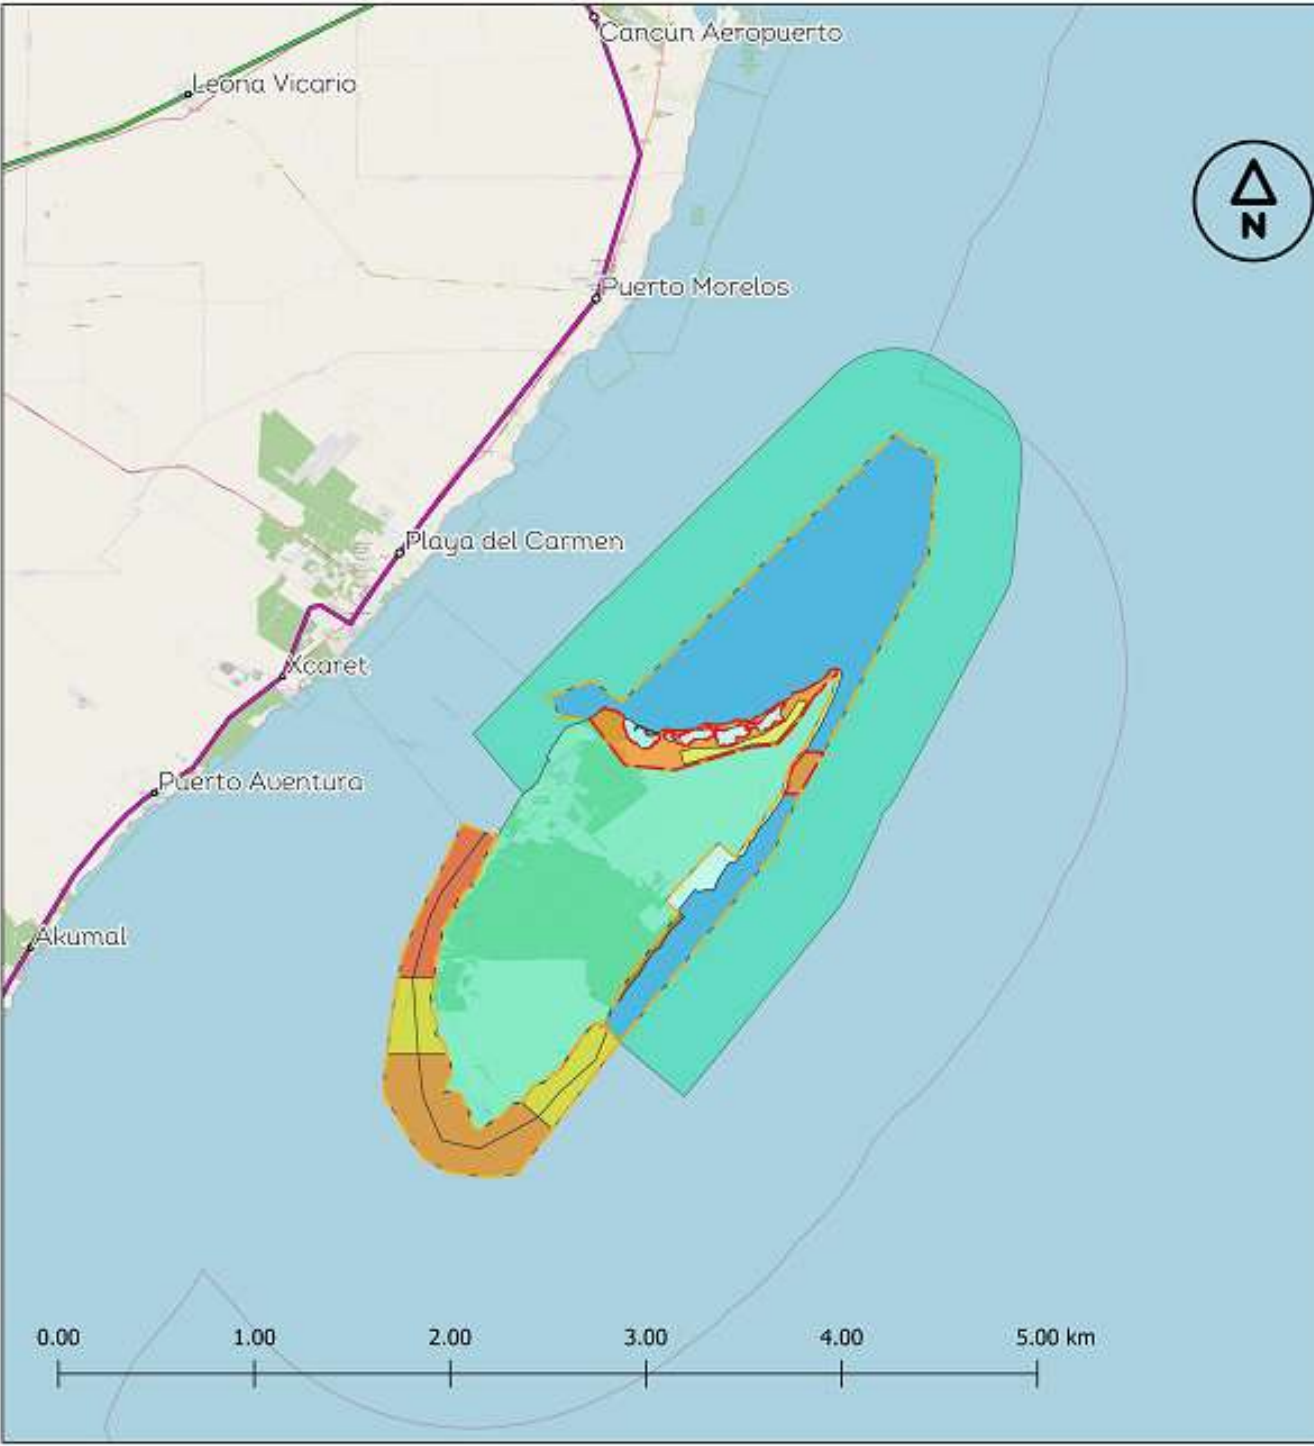 Cancún Aeropuerto
Leona Vicario
N
Puerto Morelos
Playa del Carmen
Xcaret
Puerto Aventura
Akumal
0.00 1.00 2.00 3.00 4.00 5.00 km